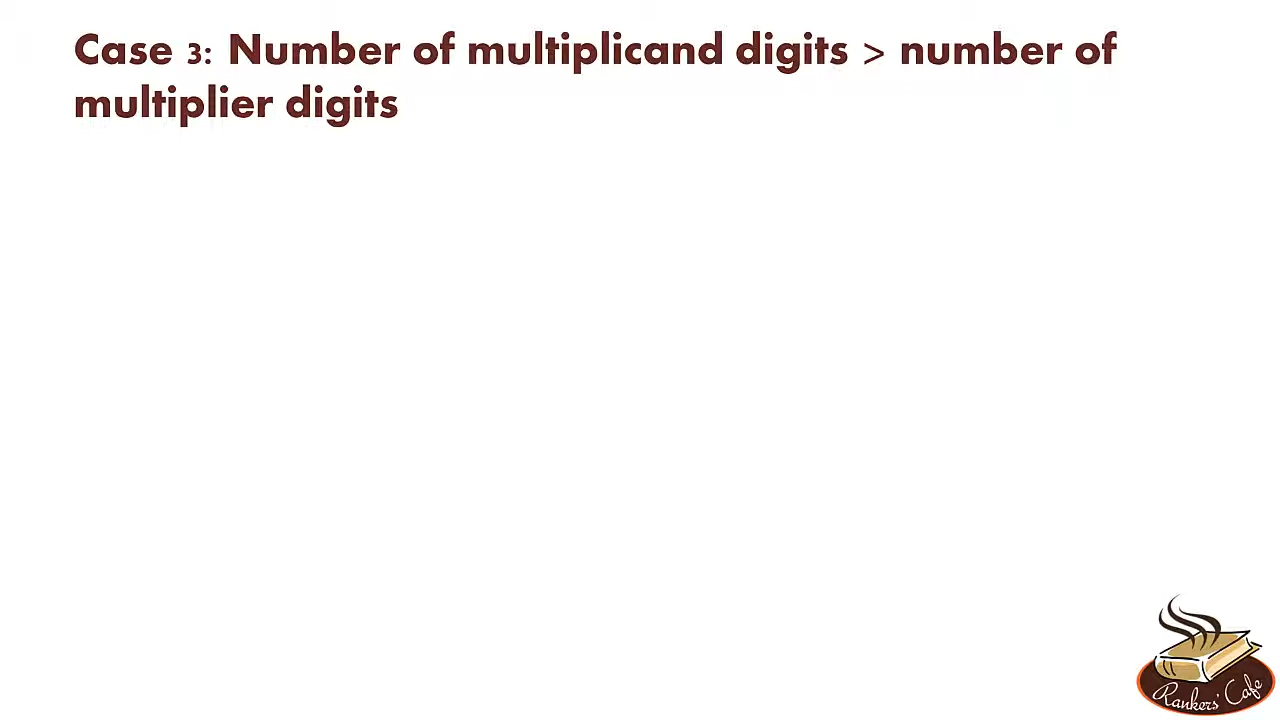 Case 3: Number of multiplicand digits > number of
multiplier digits
Rankers' Cafe